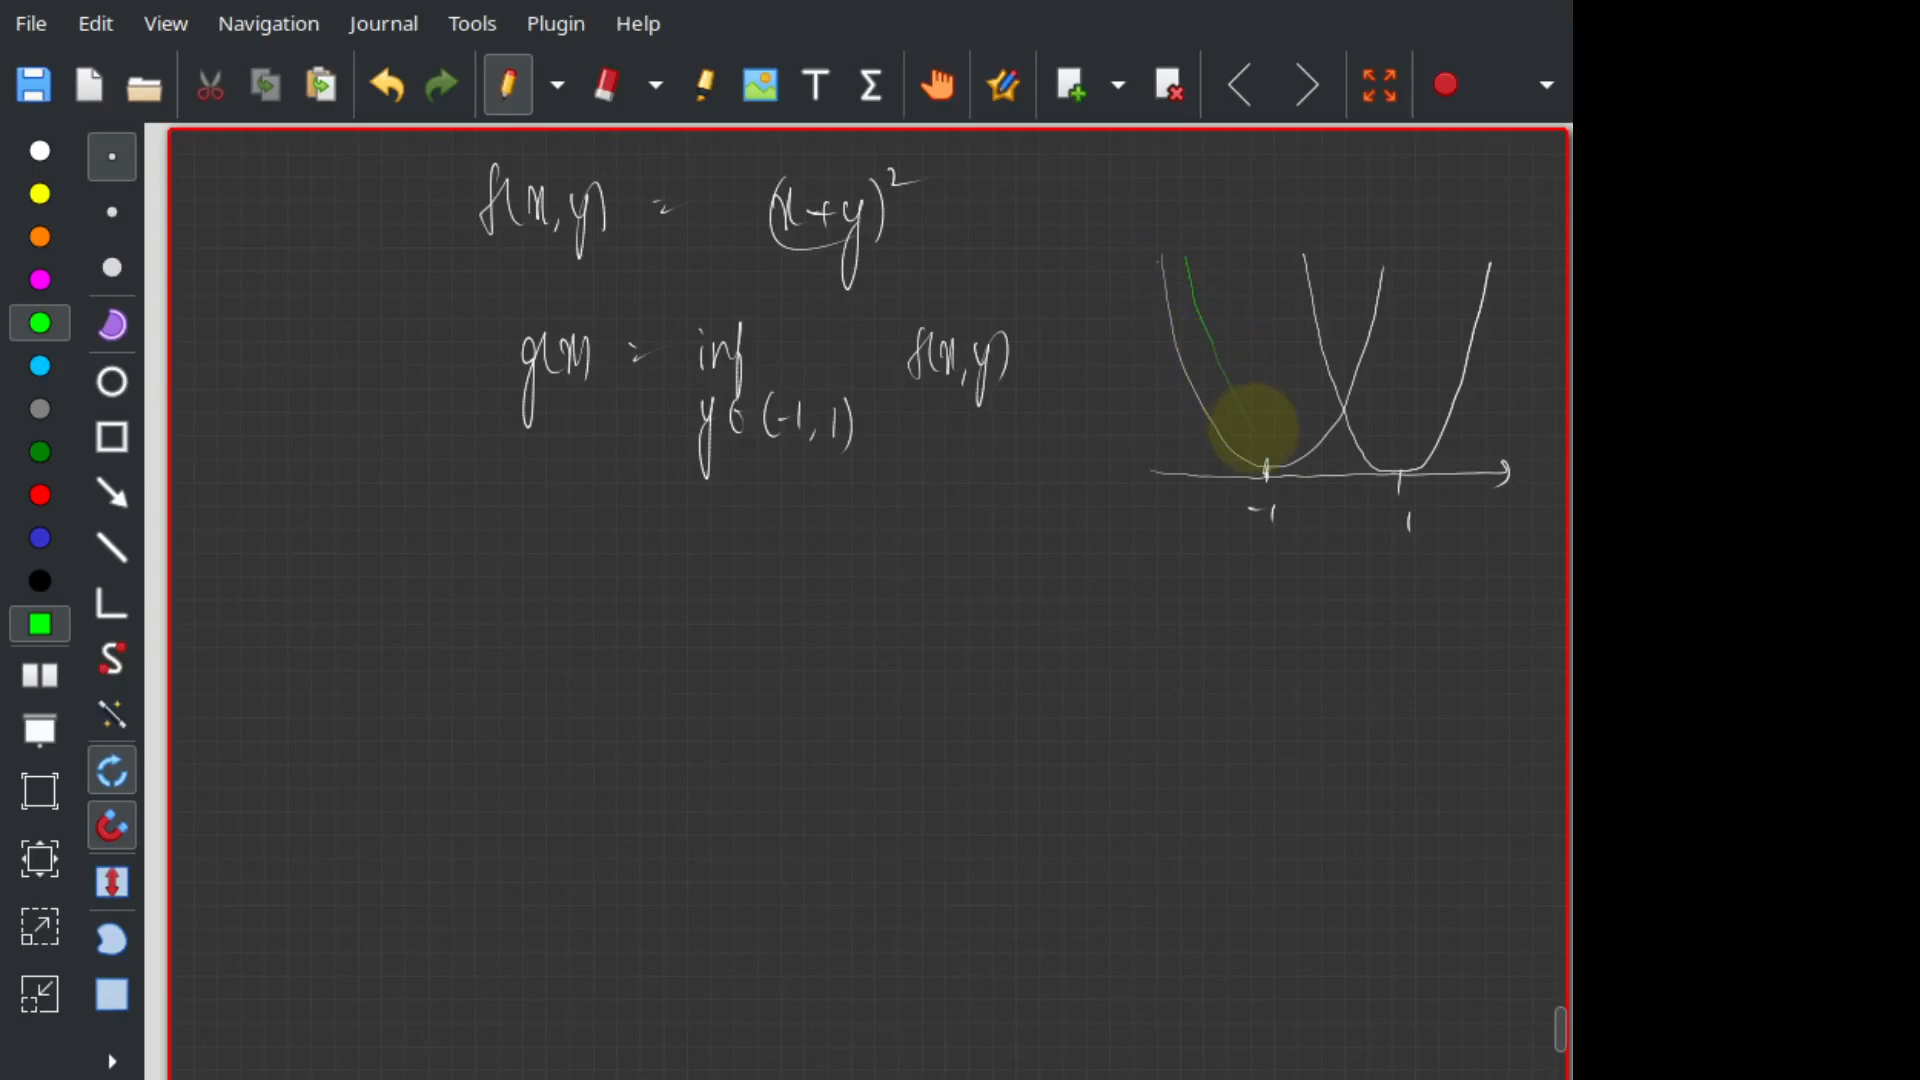 File Edit View Navigation Journal Tools Plugin Help
f(x,y) = (x+y)²
g(x) = inf f(x,y)
y∈(-1,1)
-1 1